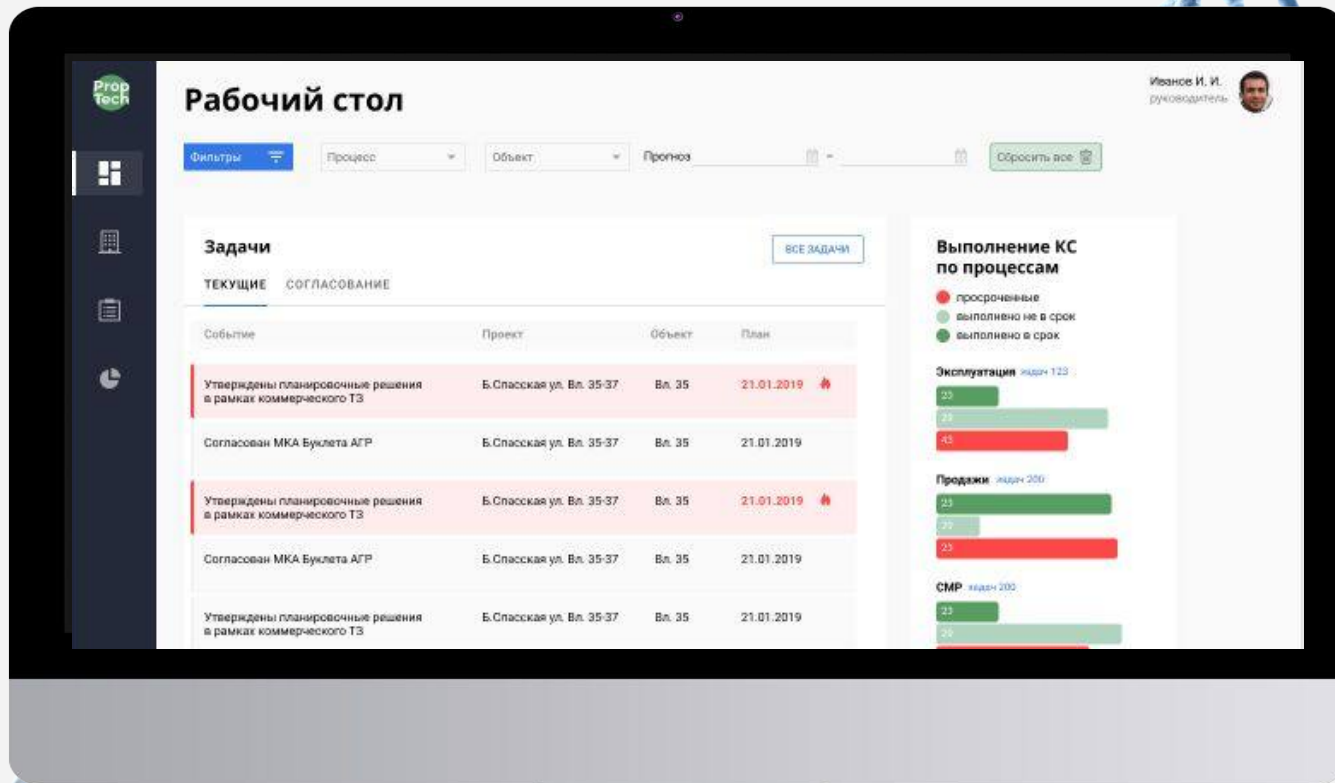 Prop
Tech
Рабочий стол
Иванов И. И.
руководитель
Фильтры
Процесс
Объект
Прогноз
-
Сбросить все
Задачи
ВСЕ ЗАДАЧИ
ТЕКУЩИЕ СОГЛАСОВАНИЕ
Событие Проект Объект План
Утверждены планировочные решения
в рамках коммерческого ТЗ
Б.Спасская ул. Вл. 35-37 Вл. 35 21.01.2019
Согласован МКА Буклета АГР Б.Спасская ул. Вл. 35-37 Вл. 35 21.01.2019
Утверждены планировочные решения
в рамках коммерческого ТЗ
Б.Спасская ул. Вл. 35-37 Вл. 35 21.01.2019
Согласован МКА Буклета АГР Б.Спасская ул. Вл. 35-37 Вл. 35 21.01.2019
Утверждены планировочные решения
в рамках коммерческого ТЗ
Б.Спасская ул. Вл. 35-37 Вл. 35 21.01.2019
Выполнение КС
по процессам
просроченные
выполнено не в срок
выполнено в срок
Эксплуатация задач 123
23
Продажи задач 200
23
23
СМР задач 200
23